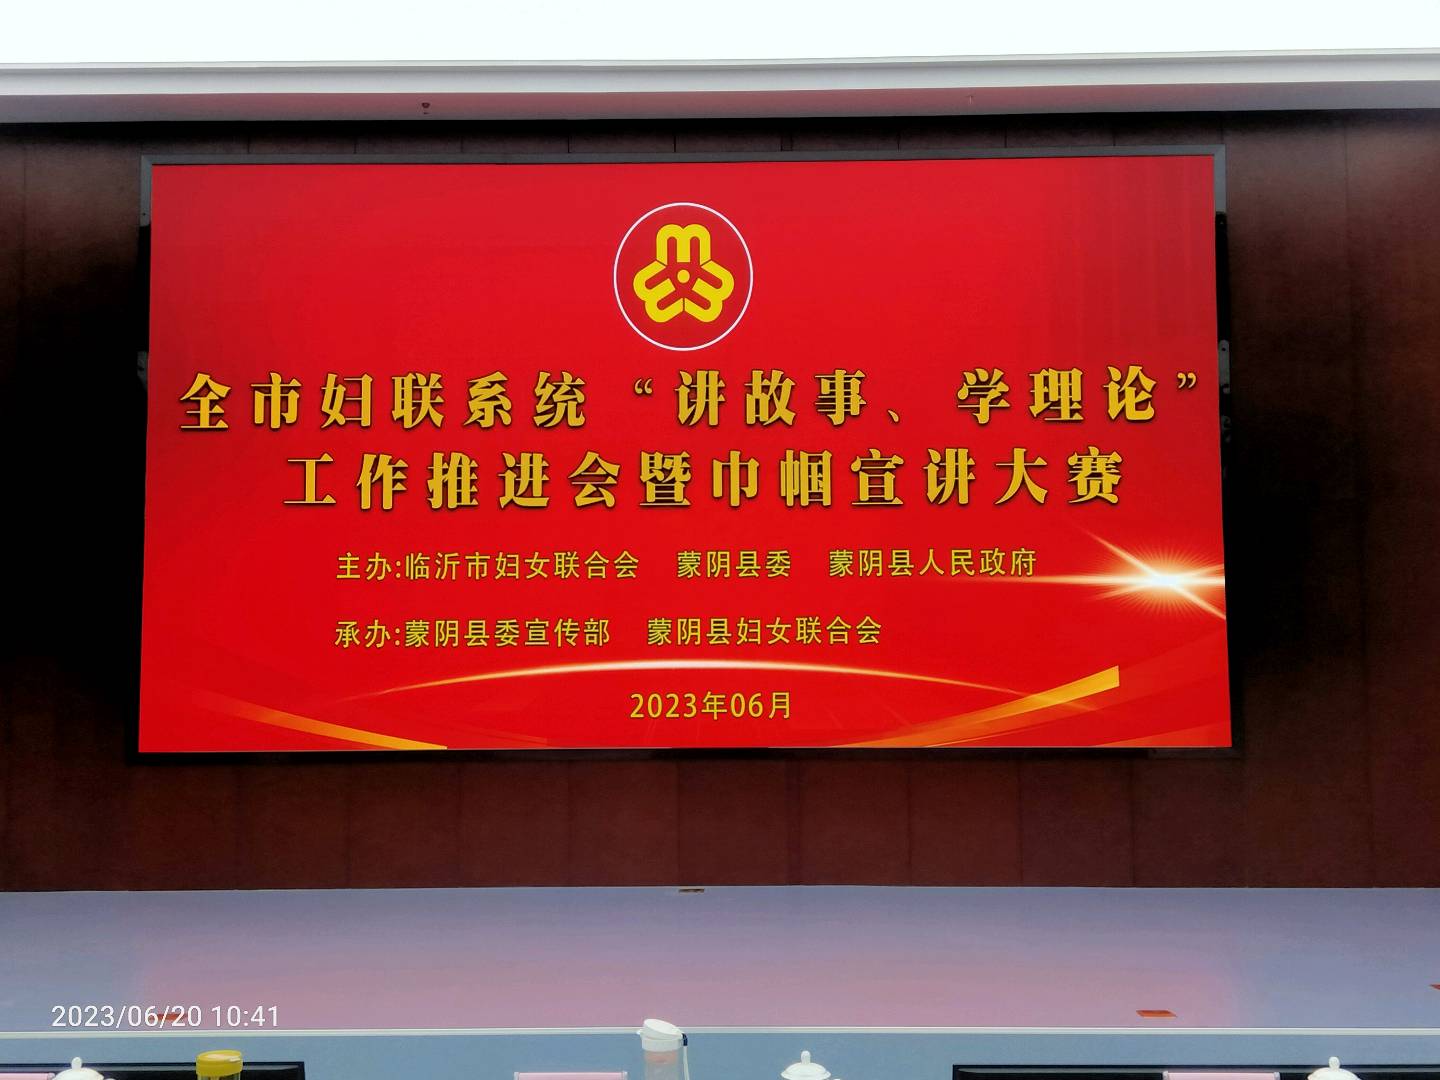 全市妇联系统“讲故事、学理论”
工作推进会暨巾帼宣讲大赛
主办:临沂市妇女联合会 蒙阴县委 蒙阴县人民政府
承办:蒙阴县委宣传部 蒙阴县妇女联合会
2023年06月
2023/06/20 10:41